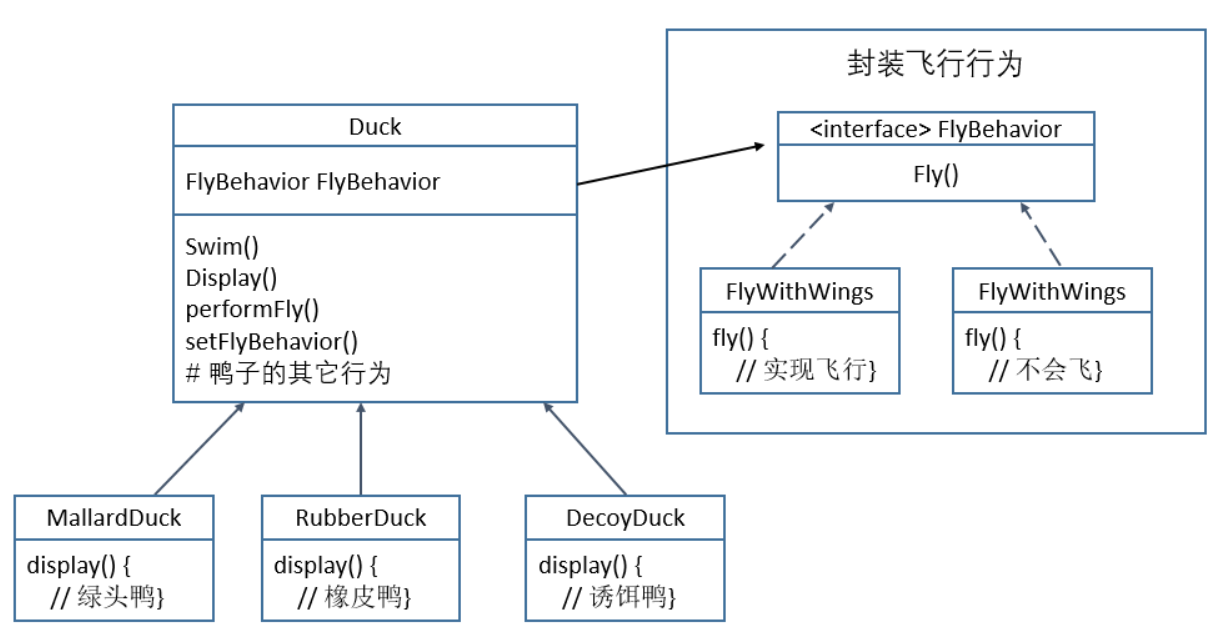 封装飞行行为
Duck
FlyBehavior FlyBehavior
Swim()
Display()
performFly()
setFlyBehavior()
# 鸭子的其它行为
<interface> FlyBehavior
Fly()
FlyWithWings
fly() {
// 实现飞行}
FlyWithWings
fly() {
// 不会飞}
MallardDuck
display() {
// 绿头鸭}
RubberDuck
display() {
// 橡皮鸭}
DecoyDuck
display() {
// 诱饵鸭}